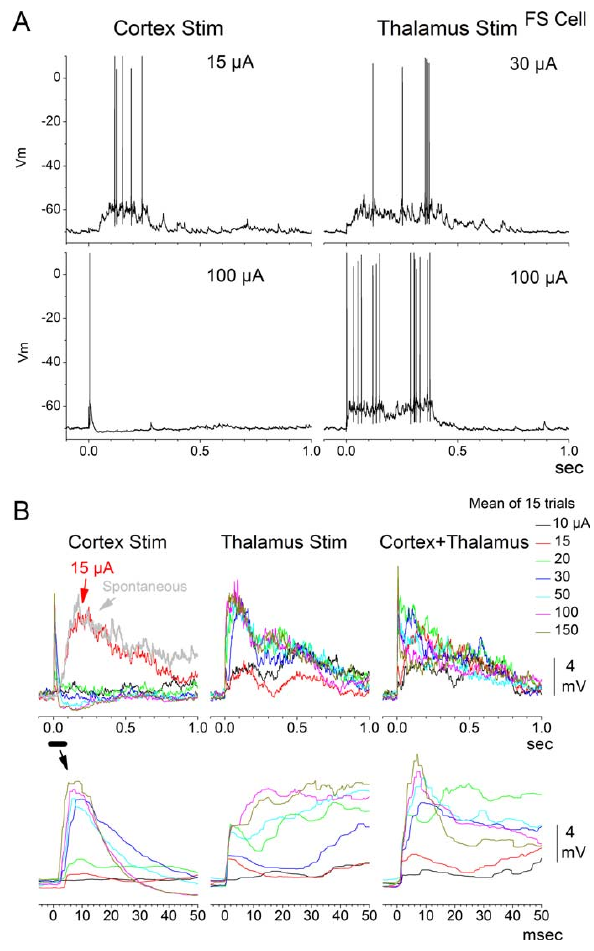 A
Cortex Stim
Thalamus Stim
FS Cell
15 µA
30 µA
0
-20
-40
-60
Vm
100 µA
100 µA
0
-20
-40
-60
Vm
0.0 0.5 1.0
0.0 0.5 1.0
sec
B
Mean of 15 trials
Cortex Stim
Thalamus Stim
Cortex+Thalamus
10 µA
15
20
30
50
100
150
15 µA
Spontaneous
4
mV
0.0 0.5 1.0
0.0 0.5 1.0
0.0 0.5 1.0
sec
4
mV
0 10 20 30 40 50
0 10 20 30 40 50
0 10 20 30 40 50
msec